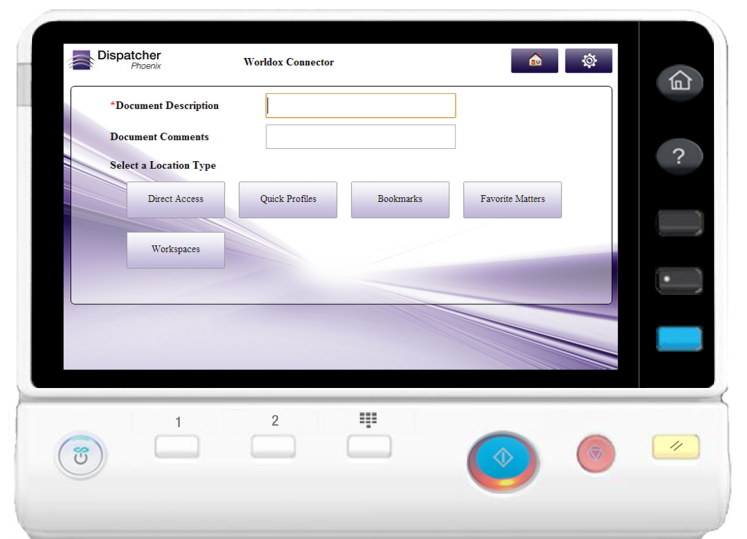 Dispatcher
Phoenix
Worldox Connector
*Document Description
Document Comments
Select a Location Type
Direct Access
Quick Profiles
Bookmarks
Favorite Matters
Workspaces
?
1
2